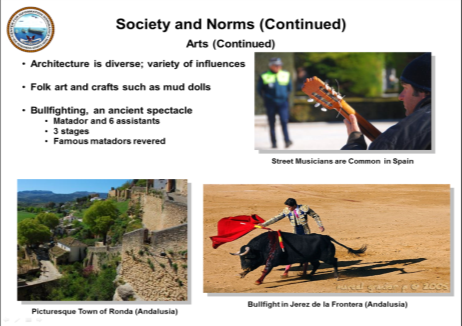 Society and Norms (Continued)
Arts (Continued)
• Architecture is diverse; variety of influences
• Folk art and crafts such as mud dolls
• Bullfighting, an ancient spectacle
• Matador and 6 assistants
• 3 stages
• Famous matadors revered
Street Musicians are Common in Spain
Picturesque Town of Ronda (Andalusia)
Bullfight in Jerez de la Frontera (Andalusia)